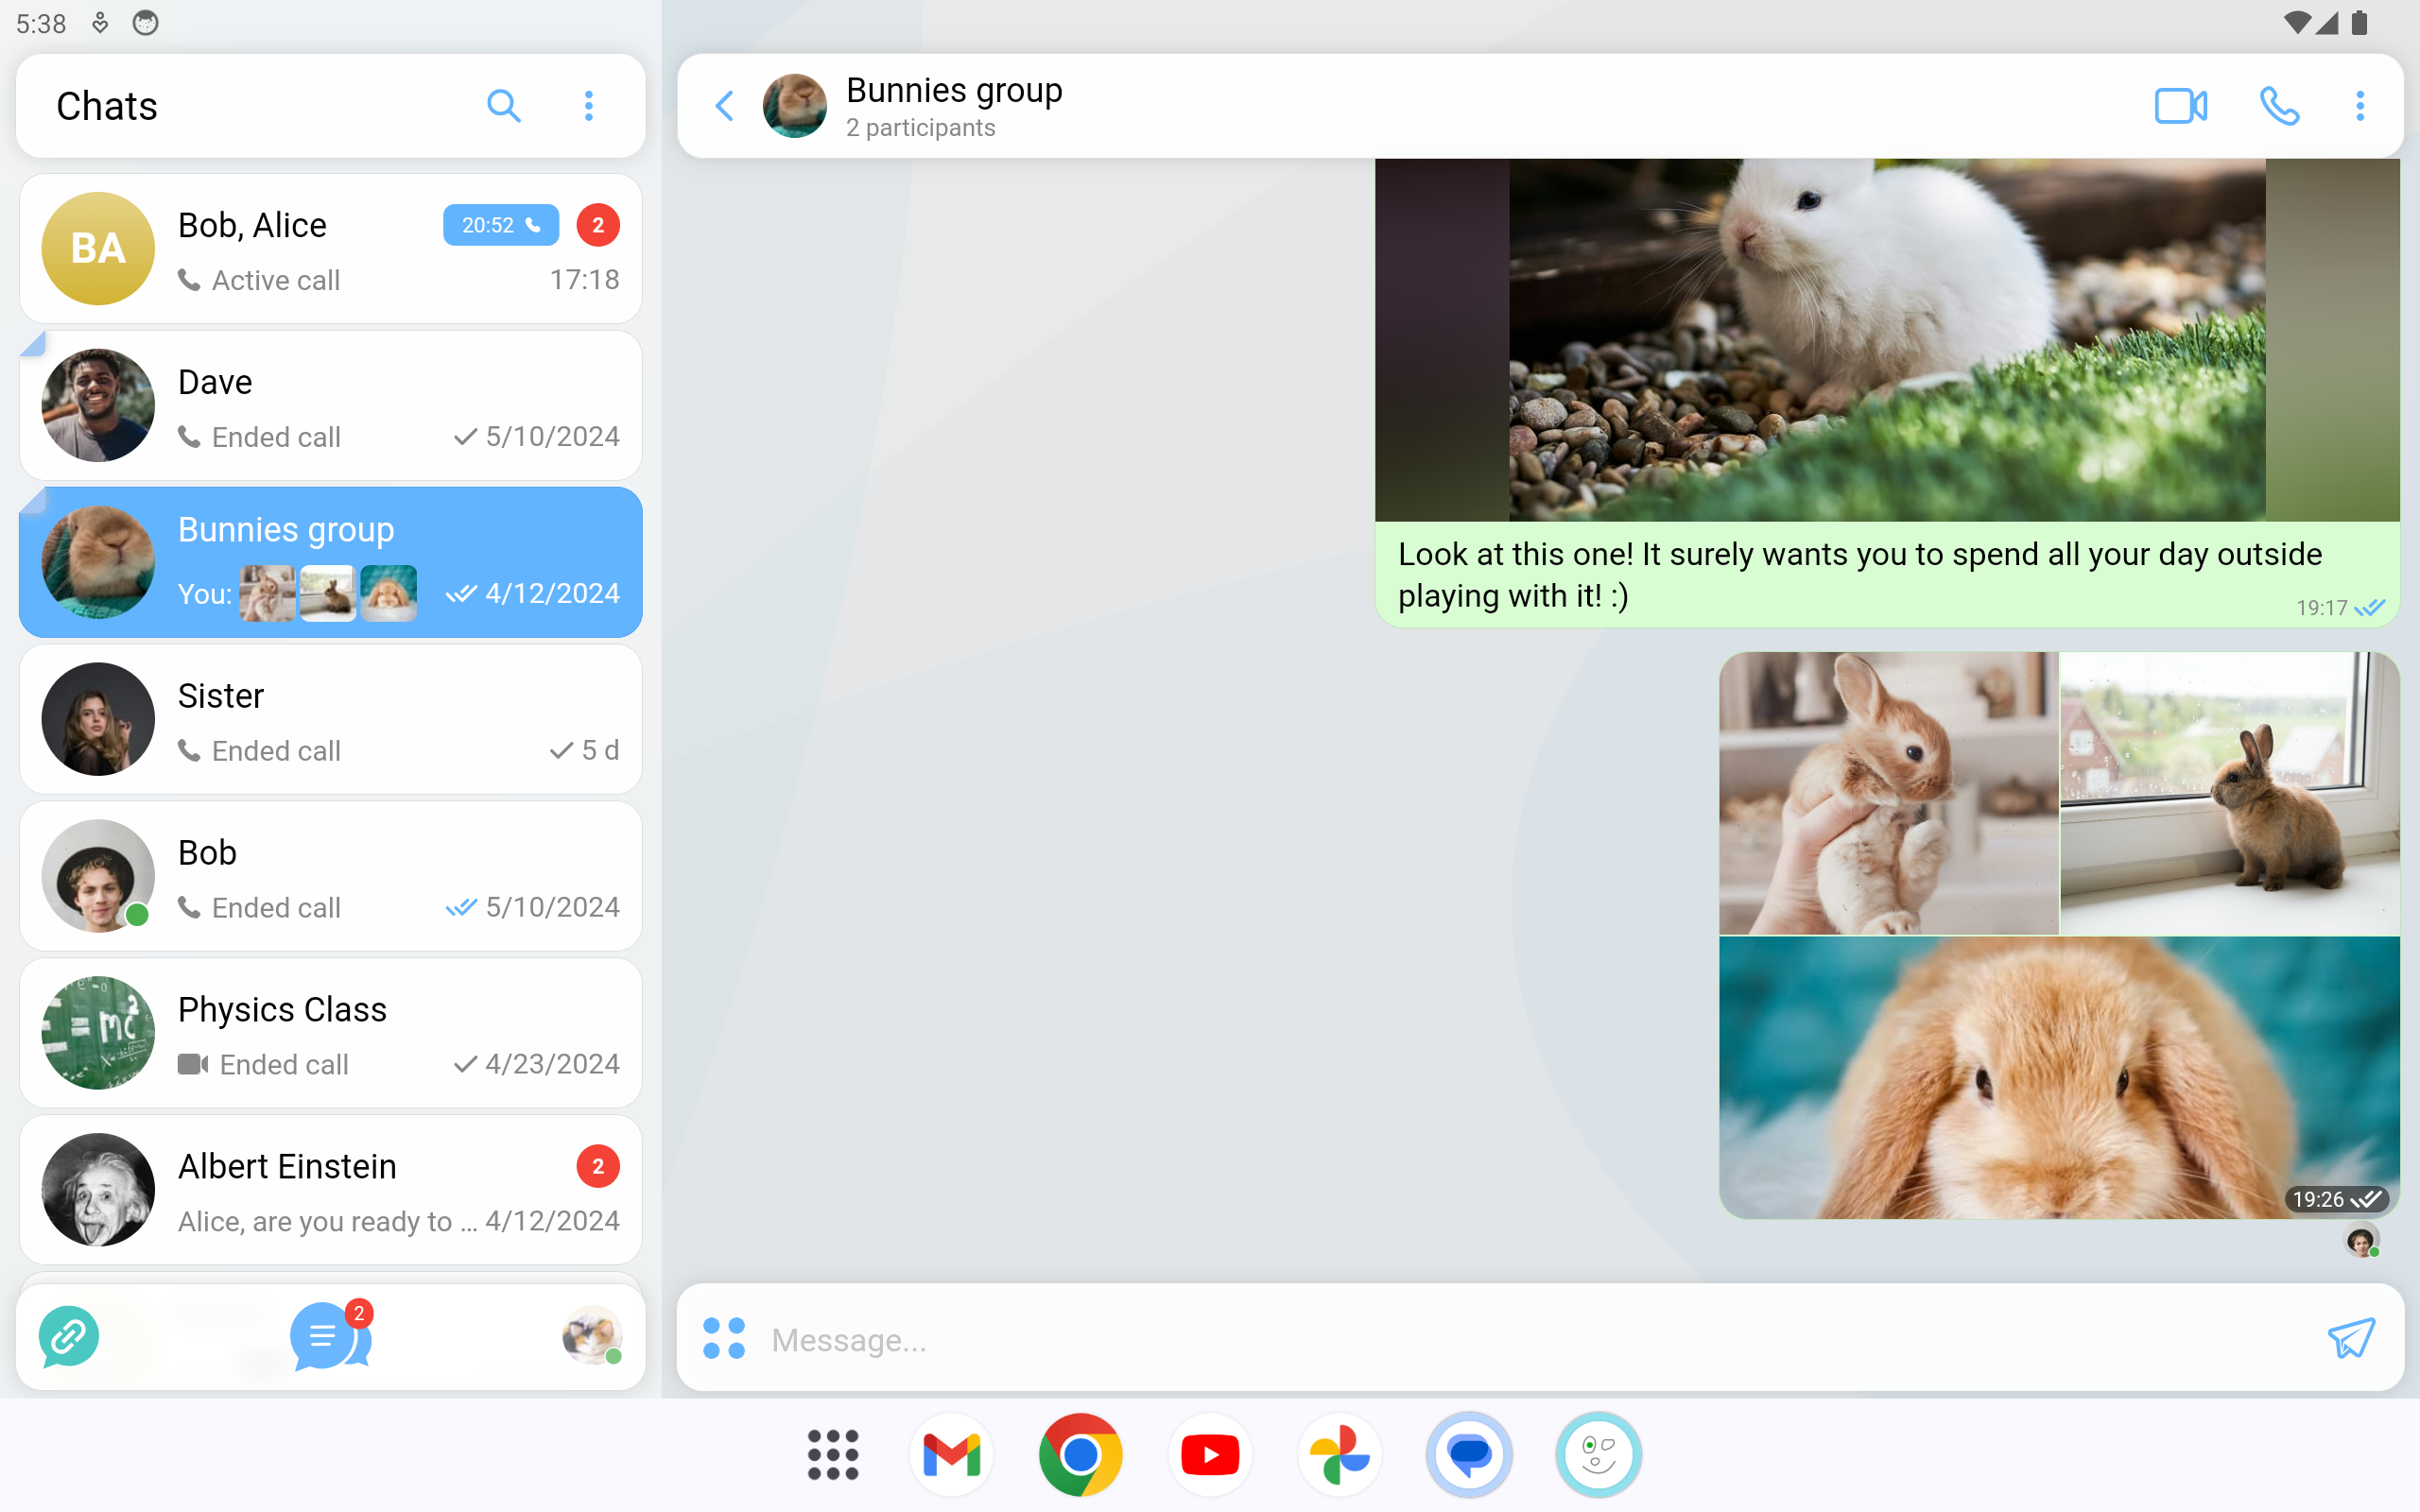 5:38
Chats
BA
Bob, Alice
20:52
2
Active call
17:18
Dave
Ended call
5/10/2024
Bunnies group
You:
4/12/2024
Sister
Ended call
5 d
Bob
Ended call
5/10/2024
Physics Class
Ended call
4/23/2024
Albert Einstein
2
Alice, are you ready to ...
4/12/2024
2
Bunnies group
2 participants
Look at this one! It surely wants you to spend all your day outside
playing with it! :)
19:17
19:26
Message...